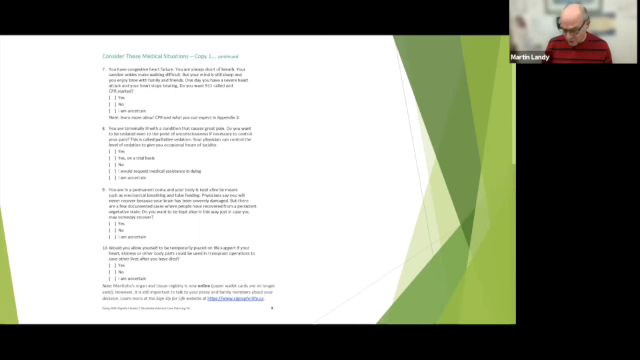 Martin Landy
Consider These Medical Situations – Copy 1... continued
7. You have congestive heart failure. You are always short of breath. Your
swollen ankles make walking difficult. But your mind is still sharp and
you enjoy time with family and friends. One day you have a severe heart
attack and your heart stops beating. Do you want 911 called and
CPR started?
[ ] Yes
[ ] No
[ ] I am uncertain
Note: learn more about CPR and what you can expect in Appendix 3.
8. You are terminally ill with a condition that causes great pain. Do you want
to be sedated even to the point of unconsciousness if necessary to control
your pain? This is called palliative sedation. Your physician can control the
level of sedation to give you occasional hours of lucidity.
[ ] Yes
[ ] Yes, on a trial basis
[ ] No
[ ] I would request medical assistance in dying
[ ] I am uncertain
9. You are in a permanent coma and your body is kept alive by means
such as mechanical breathing and tube feeding. Physicians say you will
never recover because your brain has been severely damaged. But there
are a few documented cases where people have recovered from a persistent
vegetative state. Do you want to be kept alive in this way just in case you
may someday recover?
[ ] Yes
[ ] No
[ ] I am uncertain
10. Would you allow yourself to be temporarily placed on life support if your
heart, kidneys or other body parts could be used in transplant operations to
save other lives after you have died?
[ ] Yes
[ ] No
[ ] I am uncertain
Note: Manitoba's organ and tissue registry is now online (paper wallet cards are no longer
valid). However, it is still important to talk to your proxy and family members about your
decision. Learn more at the Sign Up for Life website at https://www.signupforlife.ca.
Dying With Dignity Canada | Manitoba Advance Care Planning Kit